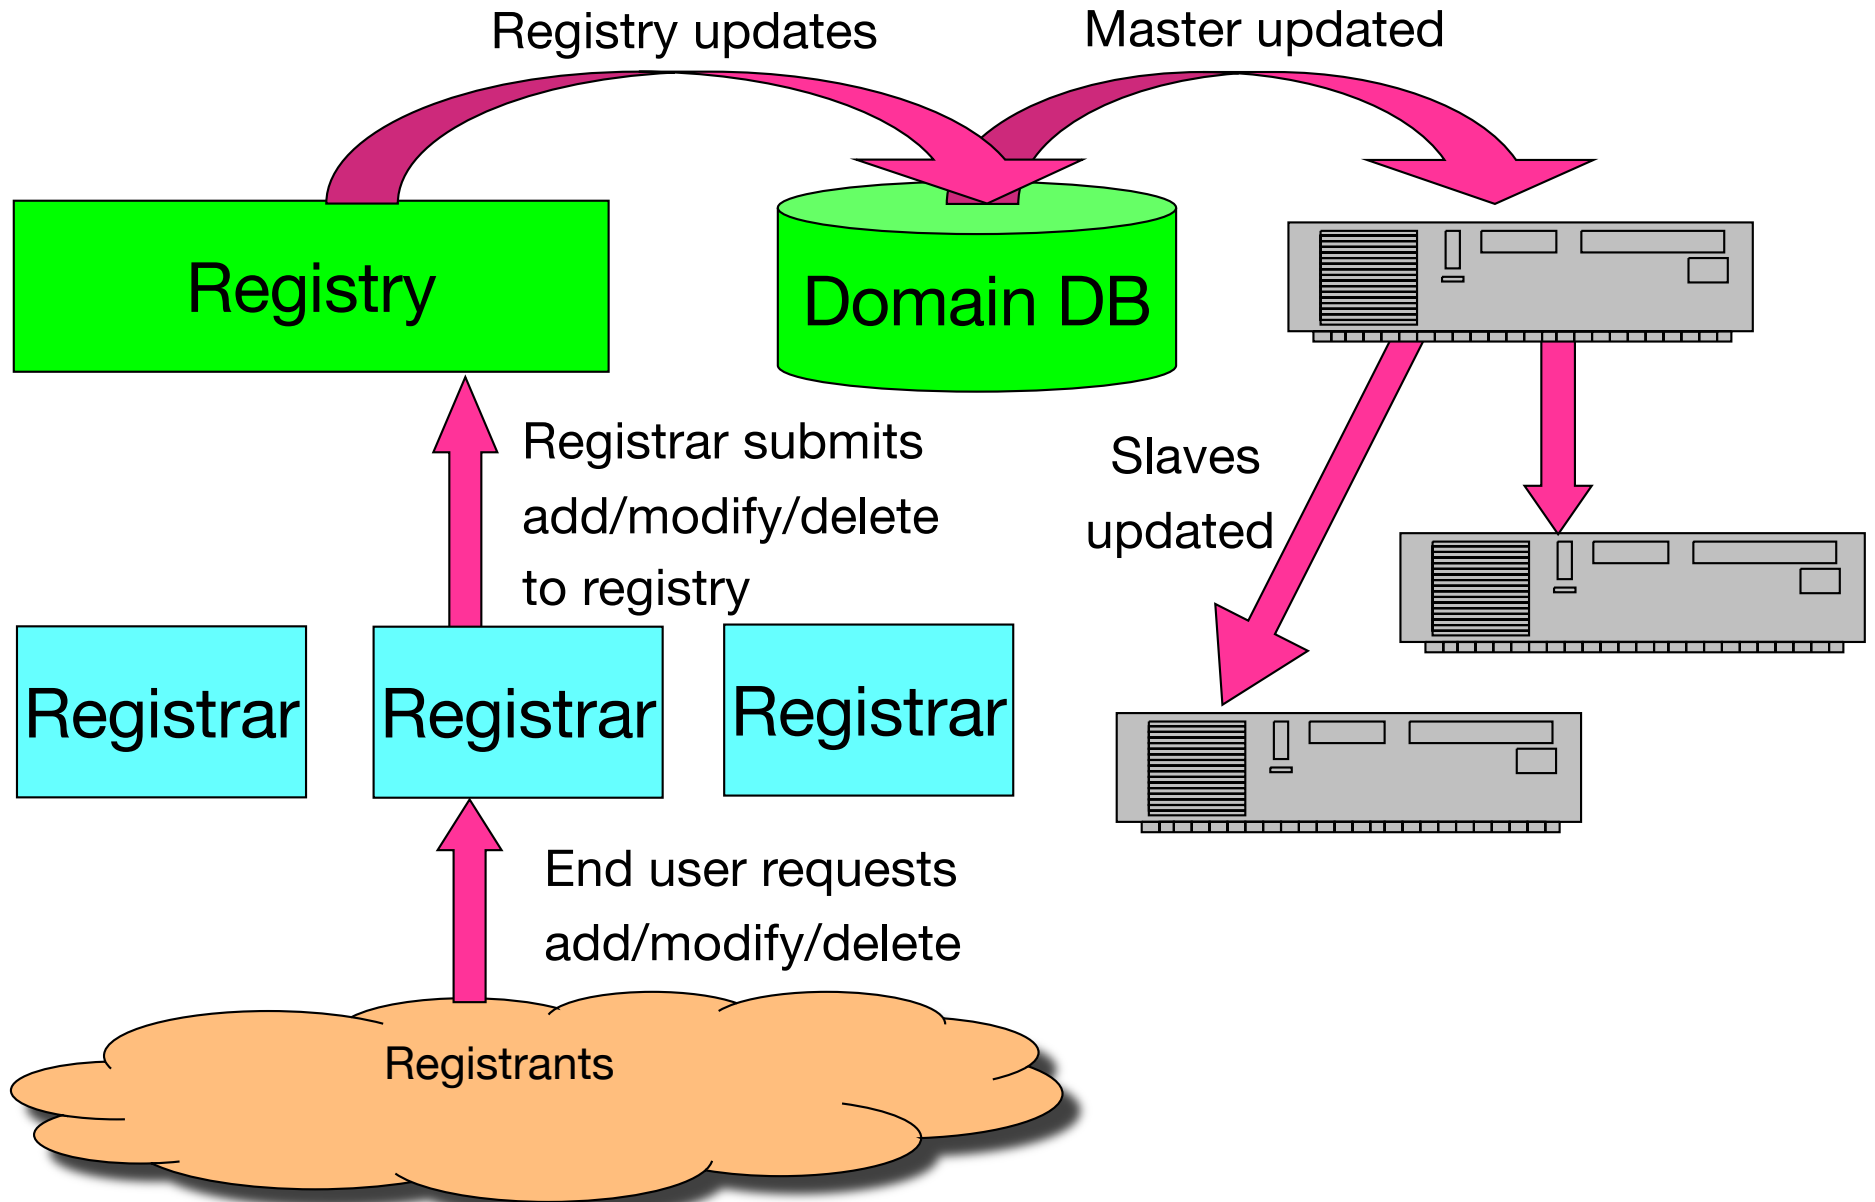 Registry updates
Master updated
Registry
Domain DB
Registrar submits
add/modify/delete
to registry
Slaves
updated
Registrar
Registrar
Registrar
End user requests
add/modify/delete
Registrants